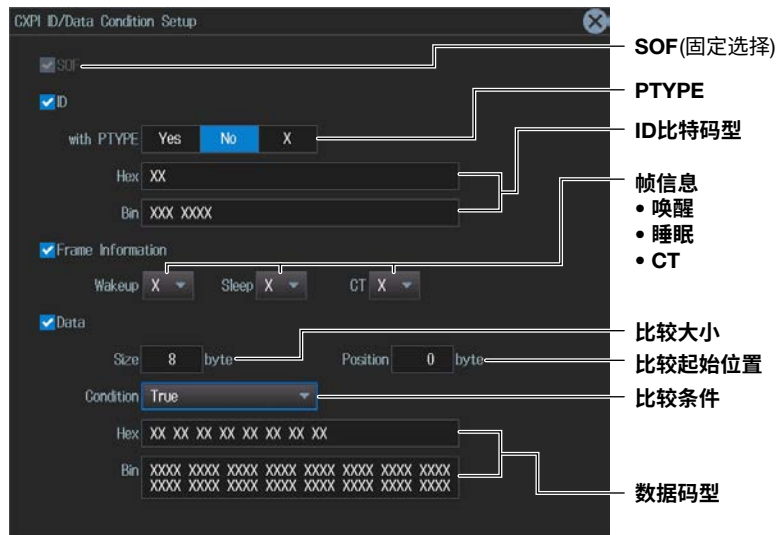 CXPI ID/Data Condition Setup
SOF
SOF(固定选择)
ID
PTYPE
with PTYPE Yes No X
ID比特码型
Hex XX
Bin XXX XXXX
帧信息
• 唤醒
• 睡眠
• CT
Frame Information
Wakeup X Sleep X CT X
Data
比较大小
Size 8 byte Position 0 byte
比较起始位置
Condition True
比较条件
Hex XX XX XX XX XX XX XX XX
Bin XXXX XXXX XXXX XXXX XXXX XXXX XXXX XXXX
XXXX XXXX XXXX XXXX XXXX XXXX XXXX XXXX
数据码型